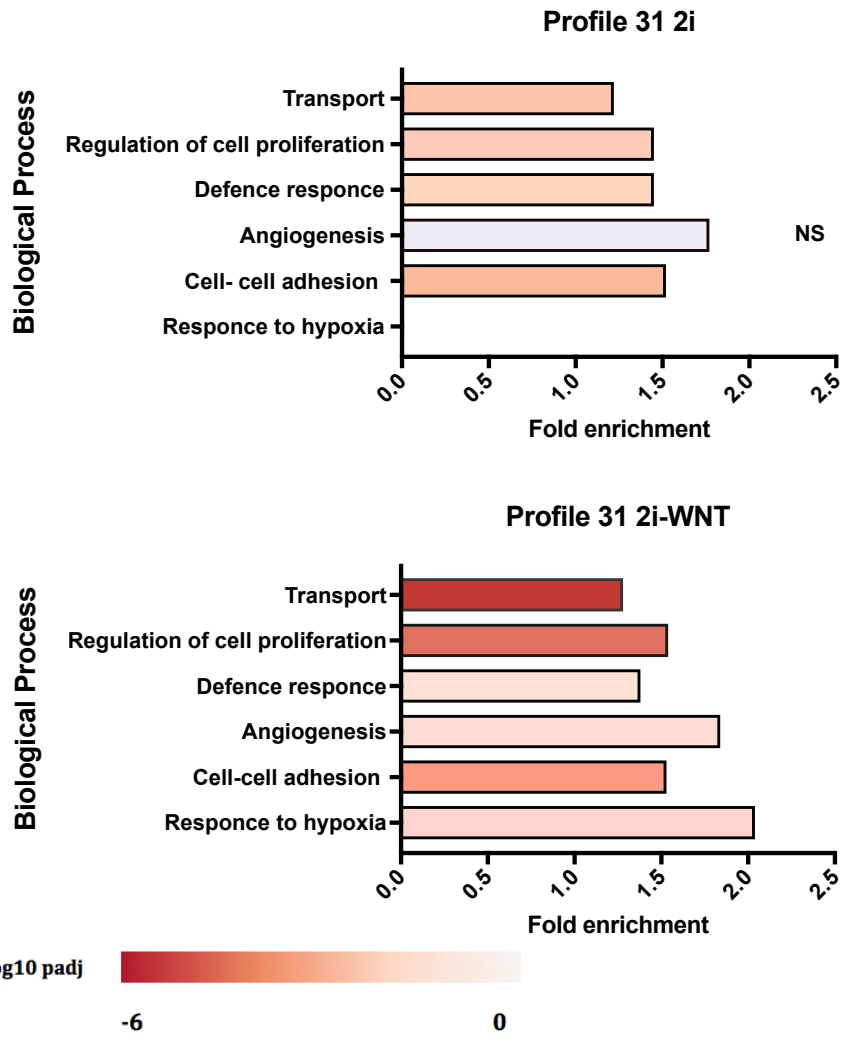 Profile 31 2i
Biological Process
Transport
Regulation of cell proliferation
Defence responce
Angiogenesis
NS
Cell- cell adhesion
Responce to hypoxia
0.0 0.5 1.0 1.5 2.0 2.5
Fold enrichment
Profile 31 2i-WNT
Biological Process
Transport
Regulation of cell proliferation
Defence responce
Angiogenesis
Cell-cell adhesion
Responce to hypoxia
0.0 0.5 1.0 1.5 2.0 2.5
Fold enrichment
og10 padj
-6 0